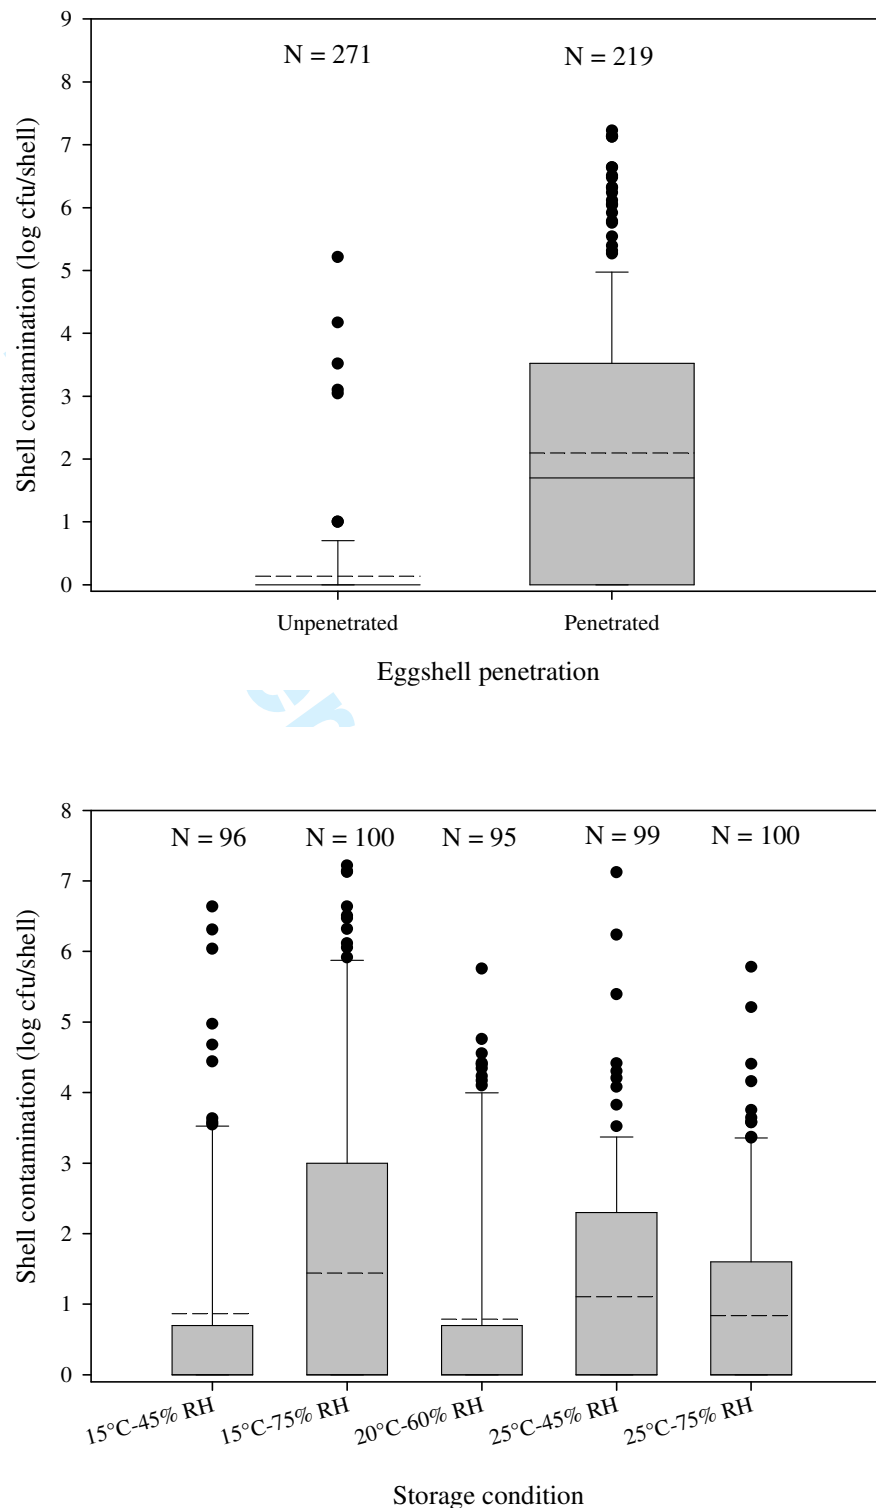 9
N = 271
N = 219
8
7
6
5
4
3
2
1
0
Shell contamination (log cfu/shell)
Unpenetrated
Penetrated
Eggshell penetration
8
N = 96
N = 100
N = 95
N = 99
N = 100
7
6
5
4
3
2
1
0
Shell contamination (log cfu/shell)
15°C-45% RH
15°C-75% RH
20°C-60% RH
25°C-45% RH
25°C-75% RH
Storage condition